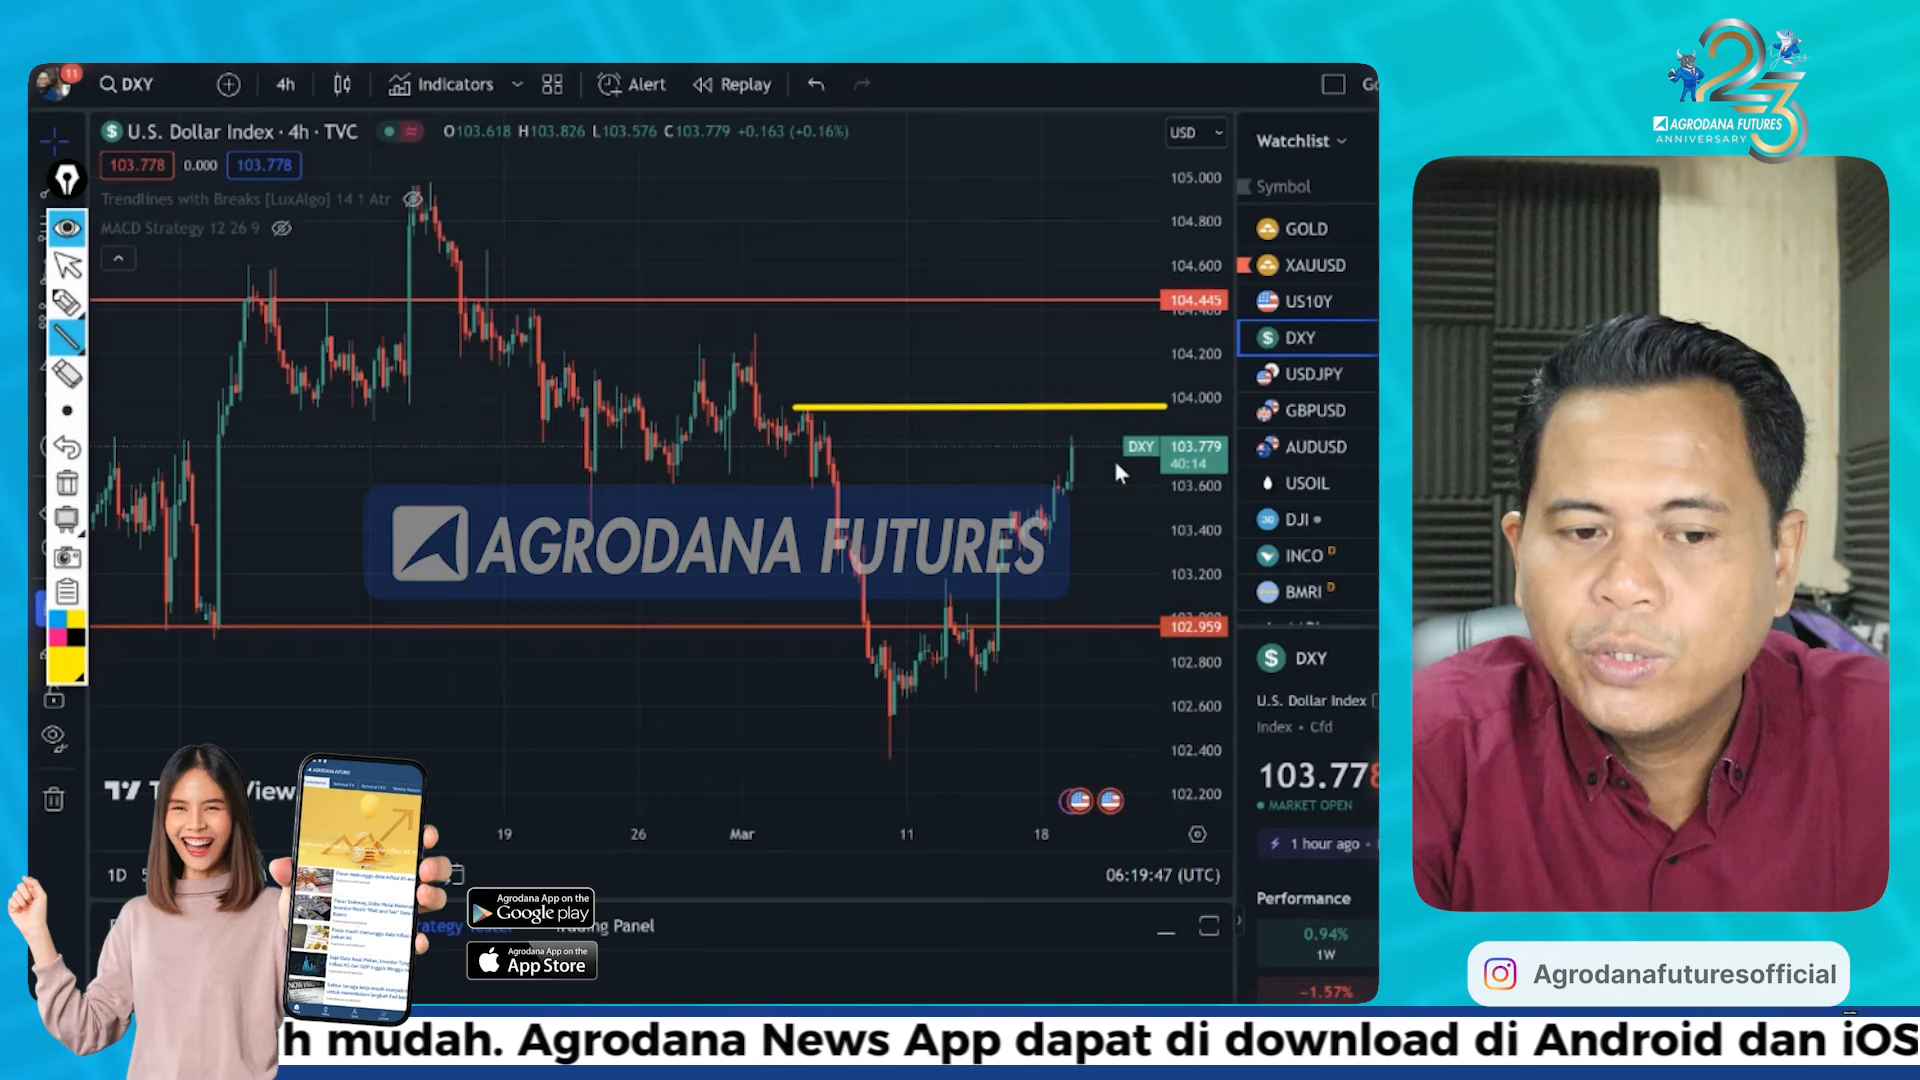 11
DXY
4h
Indicators
Alert
Replay
U.S. Dollar Index · 4h · TVC
O103.618 H103.826 L103.576 C103.779 +0.163 (+0.16%)
103.778 0.000 103.778
Trendlines with Breaks [LuxAlgo] 14 1 Atr
MACD Strategy 12 26 9
USD
105.000
104.800
104.600
104.445
104.400
104.200
104.000
DXY 103.779
40:14
103.600
103.400
103.200
102.959
102.800
102.600
102.400
102.200
AGRODANA FUTURES
19
26
Mar
11
18
1D
06:19:47 (UTC)
Panel
Watchlist
Symbol
GOLD
XAUUSD
US10Y
DXY
USDJPY
GBPUSD
AUDUSD
USOIL
30 DJI
INCO D
BMRI D
$ DXY
U.S. Dollar Index
Index • Cfd
103.778
MARKET OPEN
1 hour ago
Performance
0.94%
1W
−1.57%
23
AGRODANA FUTURES
ANNIVERSARY
Agrodana App on the
Google play
Agrodana App on the
App Store
Agrodanafuturesofficial
h mudah. Agrodana News App dapat di download di Android dan iOS